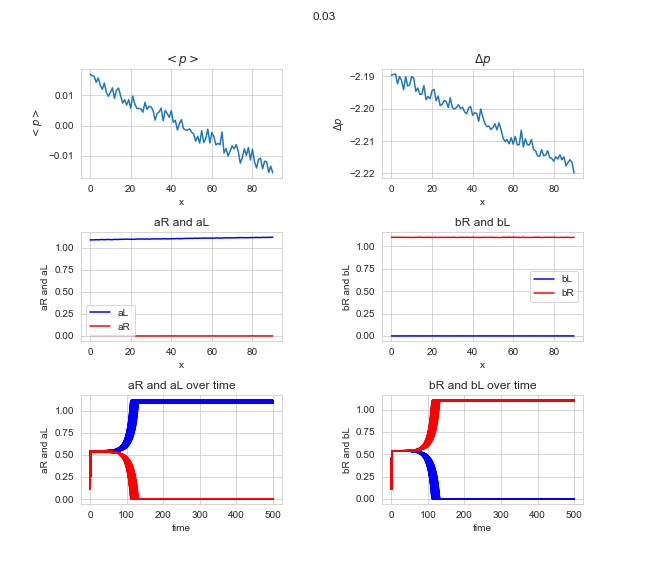 0.03
< p >
Δp
0.01
0.00
−0.01
< p >
0 20 40 60 80
x
−2.19
−2.20
−2.21
−2.22
Δp
0 20 40 60 80
x
aR and aL
bR and bL
1.00
0.75
0.50
0.25
0.00
aR and aL
aL
aR
0 20 40 60 80
x
1.00
0.75
0.50
0.25
0.00
bR and bL
bL
bR
0 20 40 60 80
x
aR and aL over time
bR and bL over time
1.00
0.75
0.50
0.25
0.00
aR and aL
0 100 200 300 400 500
time
1.00
0.75
0.50
0.25
0.00
bR and bL
0 100 200 300 400 500
time